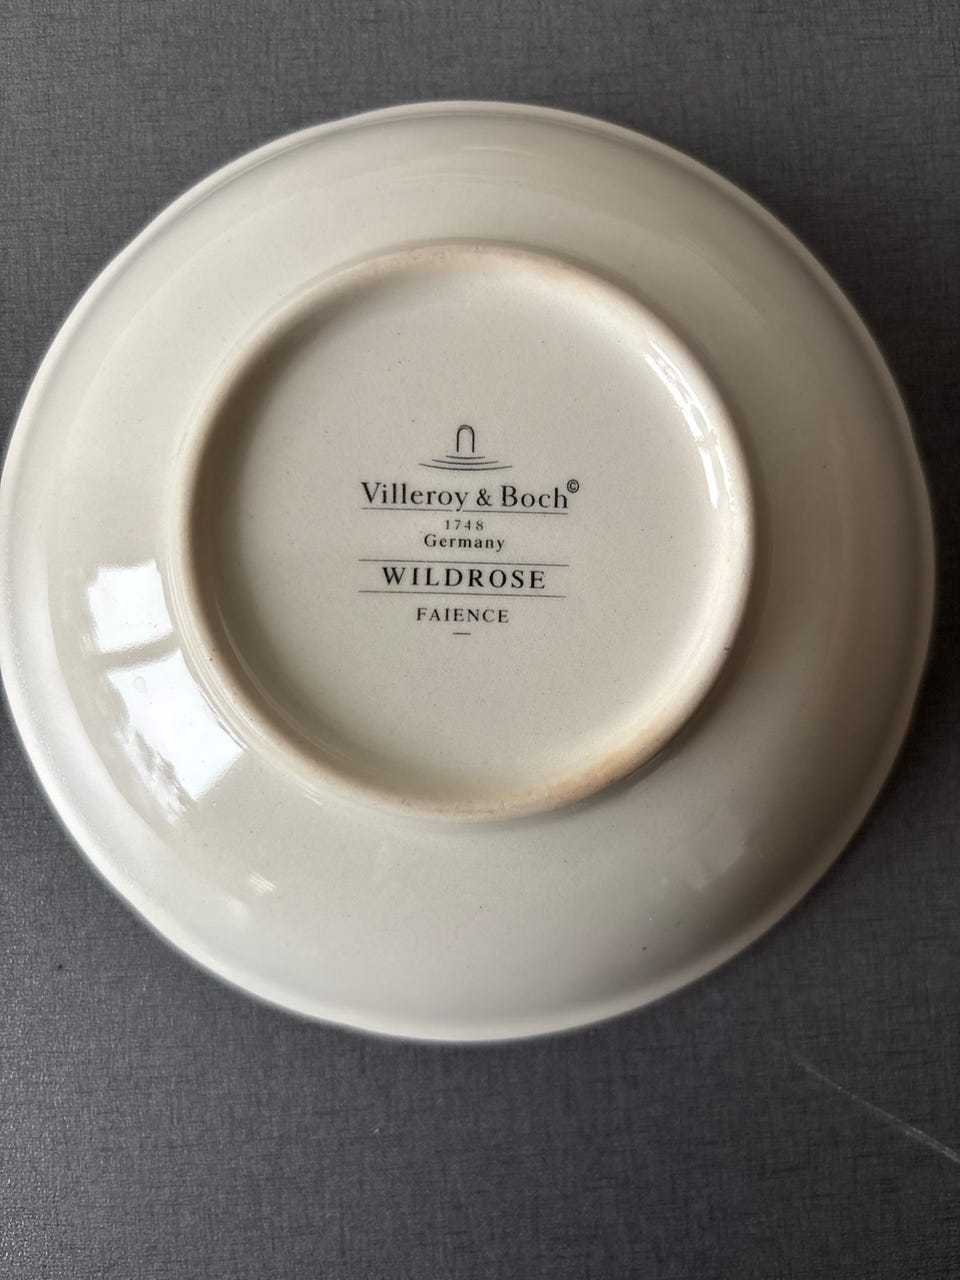 Villeroy & Boch©
1748
Germany
WILDROSE
FAIENCE